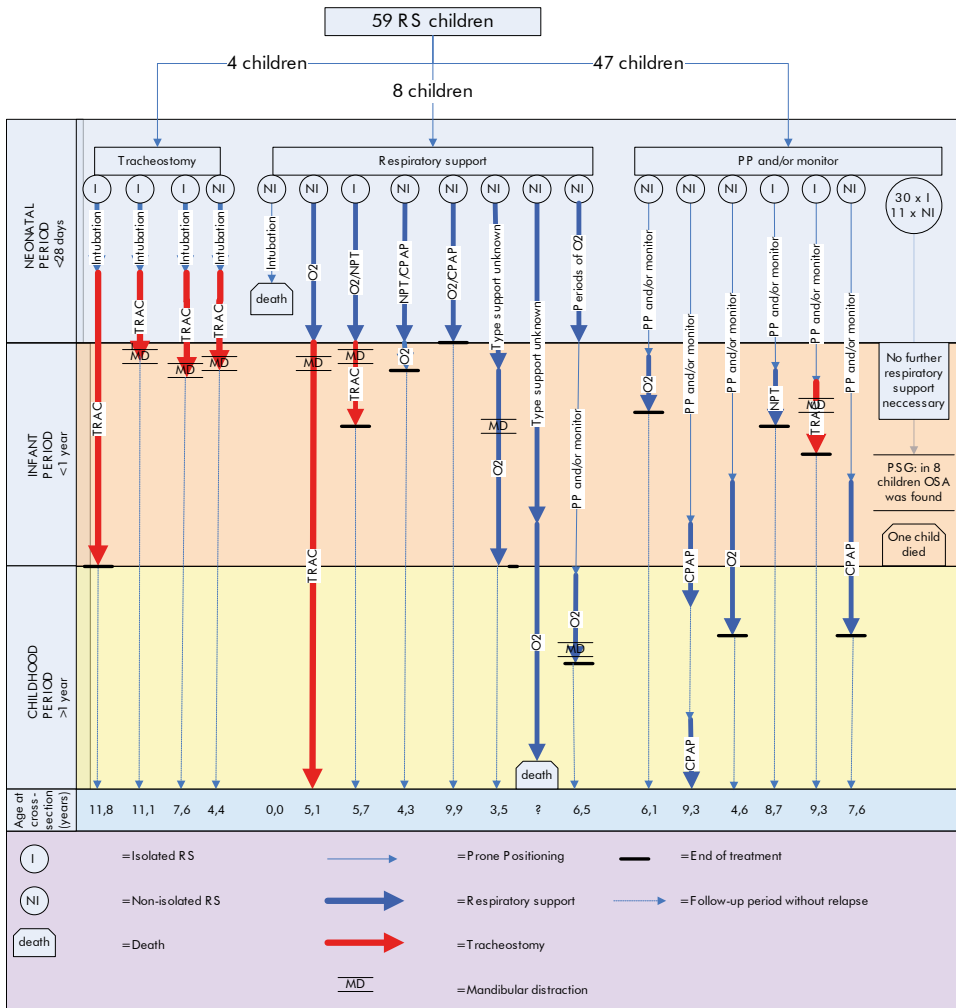 59 RS children
4 children
8 children
47 children
NEONATAL
PERIOD
<28 days
Tracheostomy
Respiratory support
PP and/or monitor
I
I
I
NI
NI
NI
I
NI
NI
NI
NI
NI
NI
NI
NI
I
I
NI
30 x I
11 x NI
Intubation
Intubation
Intubation
Intubation
Intubation
death
O2
O2/NPT
NPT/CPAP
O2/CPAP
Type support unknown
Type support unknown
Periods of O2
PP and/or monitor
PP and/or monitor
PP and/or monitor
PP and/or monitor
PP and/or monitor
PP and/or monitor
TRAC
TRAC
TRAC
TRAC
MD
MD
MD
MD
MD
O2
TRAC
INFANT
PERIOD
<1 year
MD
O2
PP and/or monitor
O2
NPT
MD
TRAC
No further
respiratory
support
neccessary
PSG: in 8
children OSA
was found
One child
died
TRAC
CPAP
O2
CPAP
CHILDHOOD
PERIOD
>1 year
O2
O2
MD
CPAP
death
Age at
cross-
section
(years)
11,8
11,1
7,6
4,4
0,0
5,1
5,7
4,3
9,9
3,5
?
6,5
6,1
9,3
4,6
8,7
9,3
7,6
I
=Isolated RS
=Prone Positioning
=End of treatment
NI
=Non-isolated RS
=Respiratory support
=Follow-up period without relapse
death
=Death
=Tracheostomy
MD
=Mandibular distraction